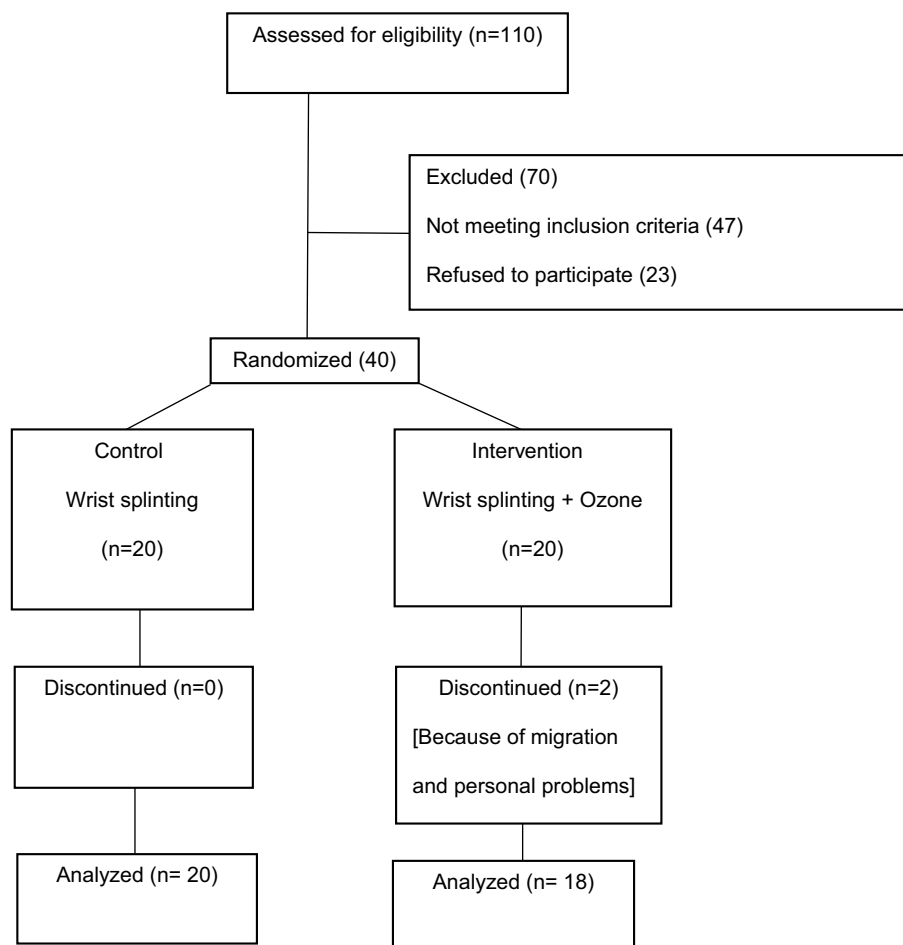 Assessed for eligibility (n=110)
Excluded (70)
Not meeting inclusion criteria (47)
Refused to participate (23)
Randomized (40)
Control
Wrist splinting
(n=20)
Intervention
Wrist splinting + Ozone
(n=20)
Discontinued (n=0)
Discontinued (n=2)
[Because of migration
and personal problems]
Analyzed (n= 20)
Analyzed (n= 18)